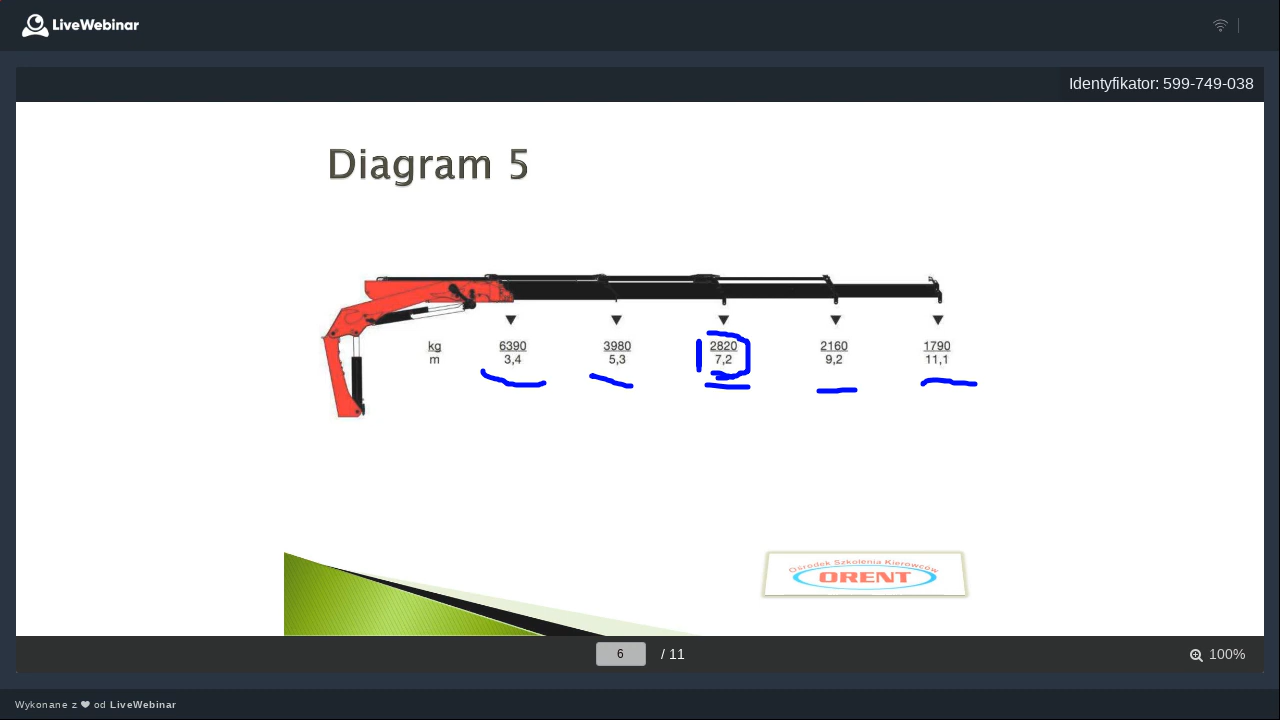 LiveWebinar
Identyfikator: 599-749-038
Diagram 5
kg 6390 3980 2820 2160 1790
m 3,4 5,3 7,2 9,2 11,1
Ośrodek Szkolenia Kierowców
ORENT
6 / 11 100%
Wykonane z ❤ od LiveWebinar